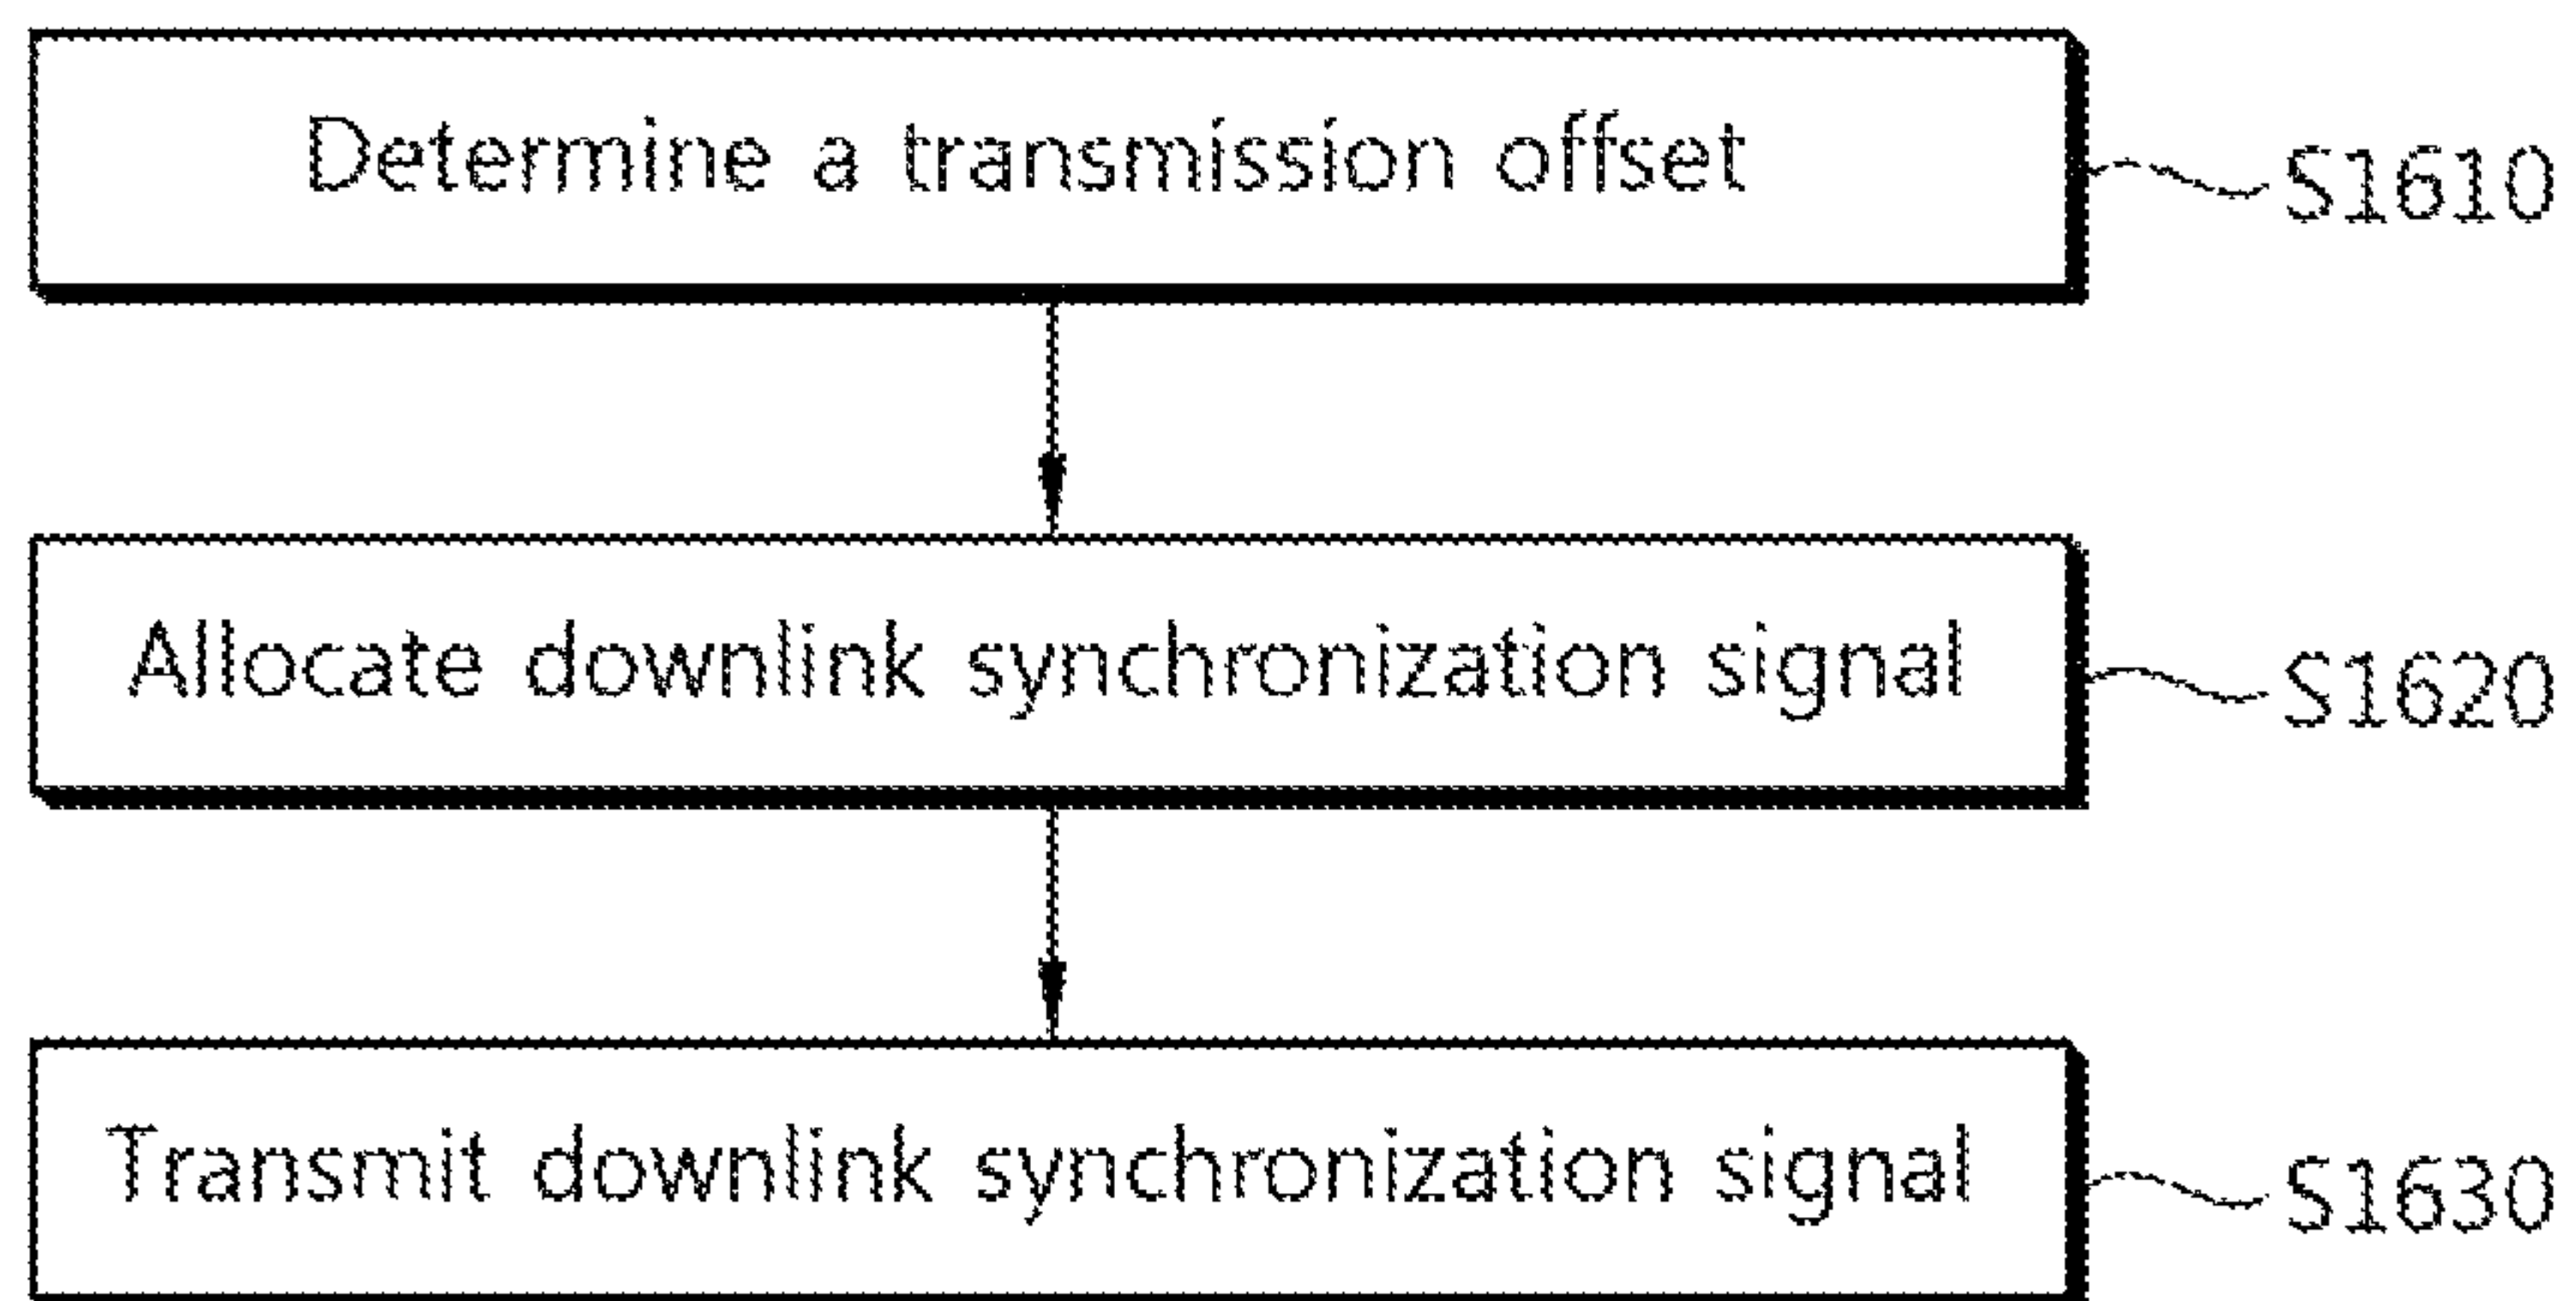 Determine a transmission offset
S1610
Allocate downlink synchronization signal
S1620
Transmit downlink synchronization signal
S1630